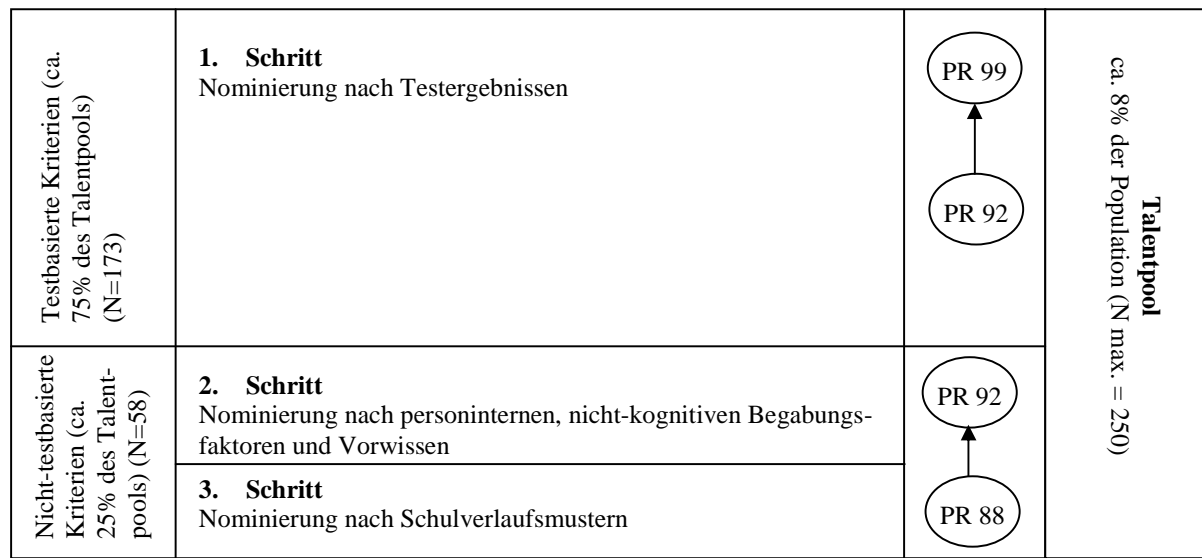 Testbasierte Kriterien (ca.
75% des Talentpools)
(N=173)
1. Schritt
Nominierung nach Testergebnissen
PR 99
PR 92
Nicht-testbasierte
Kriterien (ca.
25% des Talent-
pools) (N=58)
2. Schritt
Nominierung nach personinternen, nicht-kognitiven Begabungs-
faktoren und Vorwissen
3. Schritt
Nominierung nach Schulverlaufsmustern
PR 92
PR 88
Talentpool
ca. 8% der Population (N max. = 250)